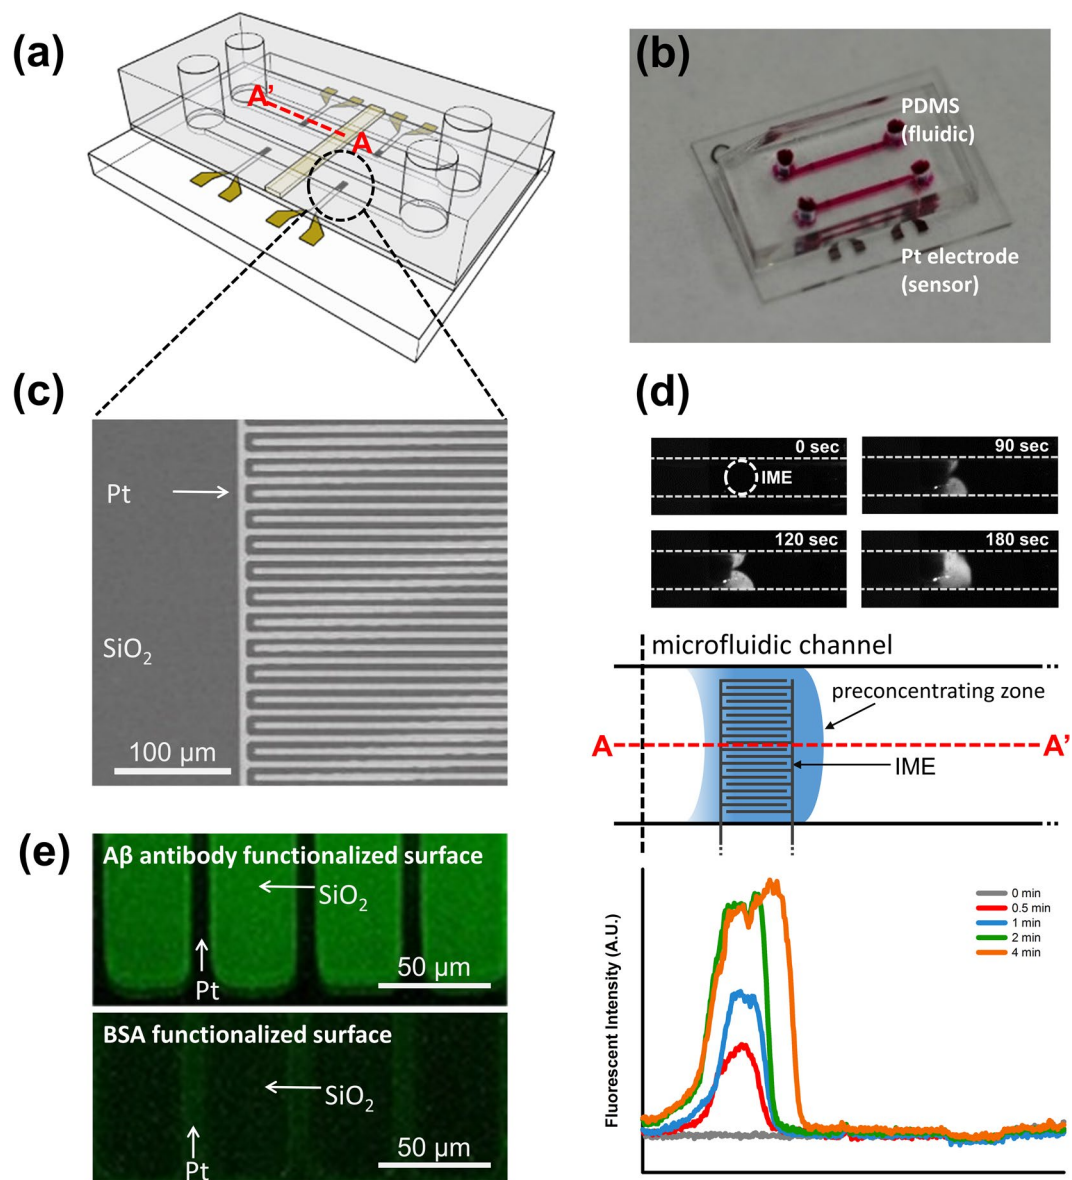 (a)
A'
A
(b)
PDMS
(fluidic)
Pt electrode
(sensor)
(c)
Pt
SiO₂
100 μm
(d)
0 sec
IME
90 sec
120 sec
180 sec
microfluidic channel
preconcentrating zone
A
A'
IME
Fluorescent Intensity (A.U.)
0 min
0.5 min
1 min
2 min
4 min
(e)
Aβ antibody functionalized surface
SiO₂
Pt
50 μm
BSA functionalized surface
SiO₂
Pt
50 μm